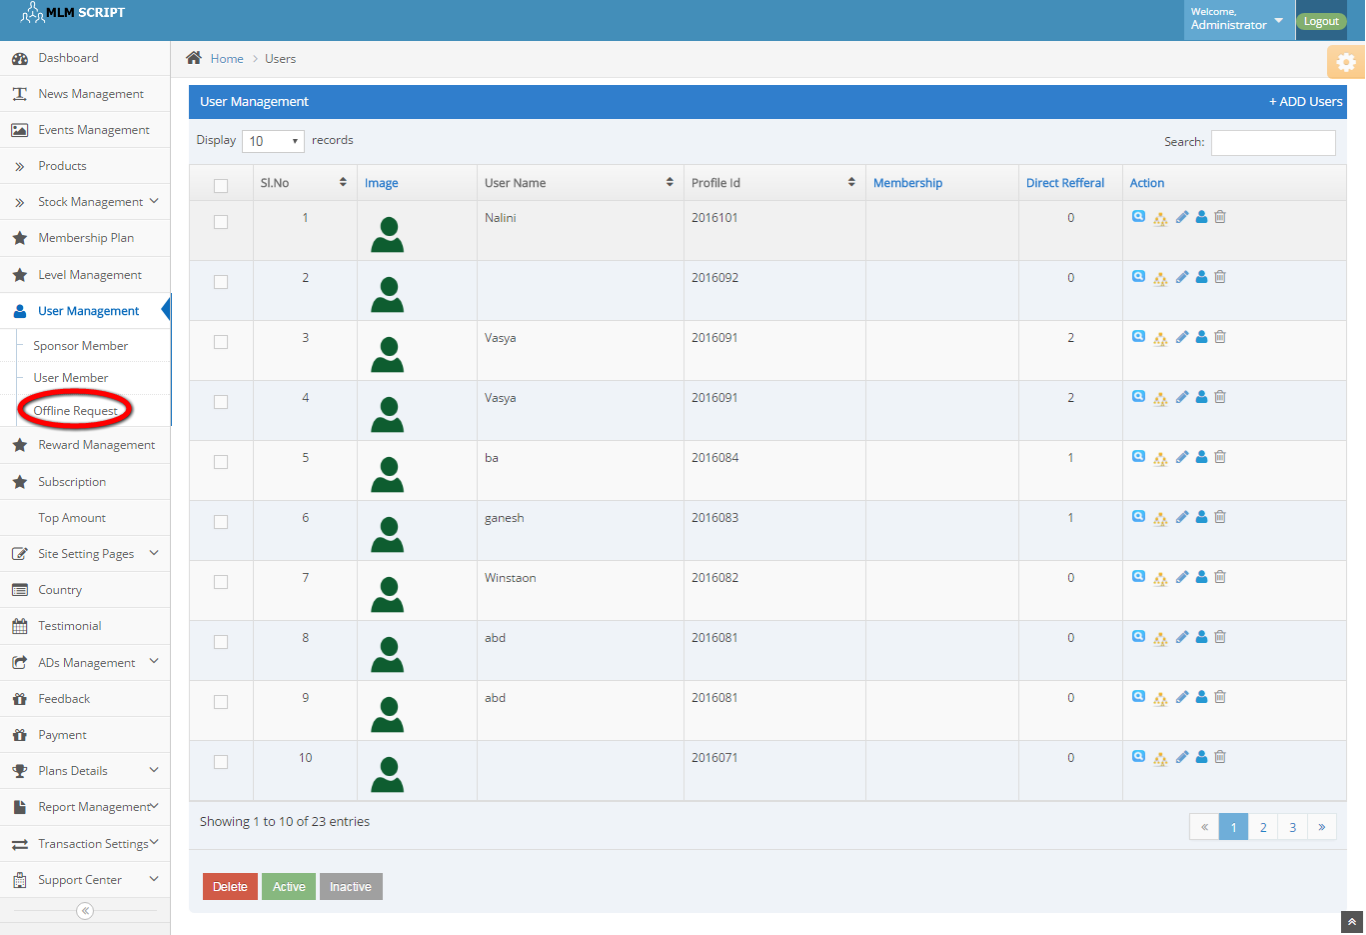 MLM SCRIPT
Welcome,
Administrator
Logout
Dashboard
News Management
Events Management
Products
Stock Management
Membership Plan
Level Management
User Management
Sponsor Member
User Member
Offline Request
Reward Management
Subscription
Top Amount
Site Setting Pages
Country
Testimonial
ADs Management
Feedback
Payment
Plans Details
Report Management
Transaction Settings
Support Center
Home > Users
User Management
+ ADD Users
Display 10 records
Search:
Sl.No Image User Name Profile Id Membership Direct Refferal Action
1 Nalini 2016101 0
2 2016092 0
3 Vasya 2016091 2
4 Vasya 2016091 2
5 ba 2016084 1
6 ganesh 2016083 1
7 Winstaon 2016082 0
8 abd 2016081 0
9 abd 2016081 0
10 2016071 0
Showing 1 to 10 of 23 entries
« 1 2 3 »
Delete Active Inactive